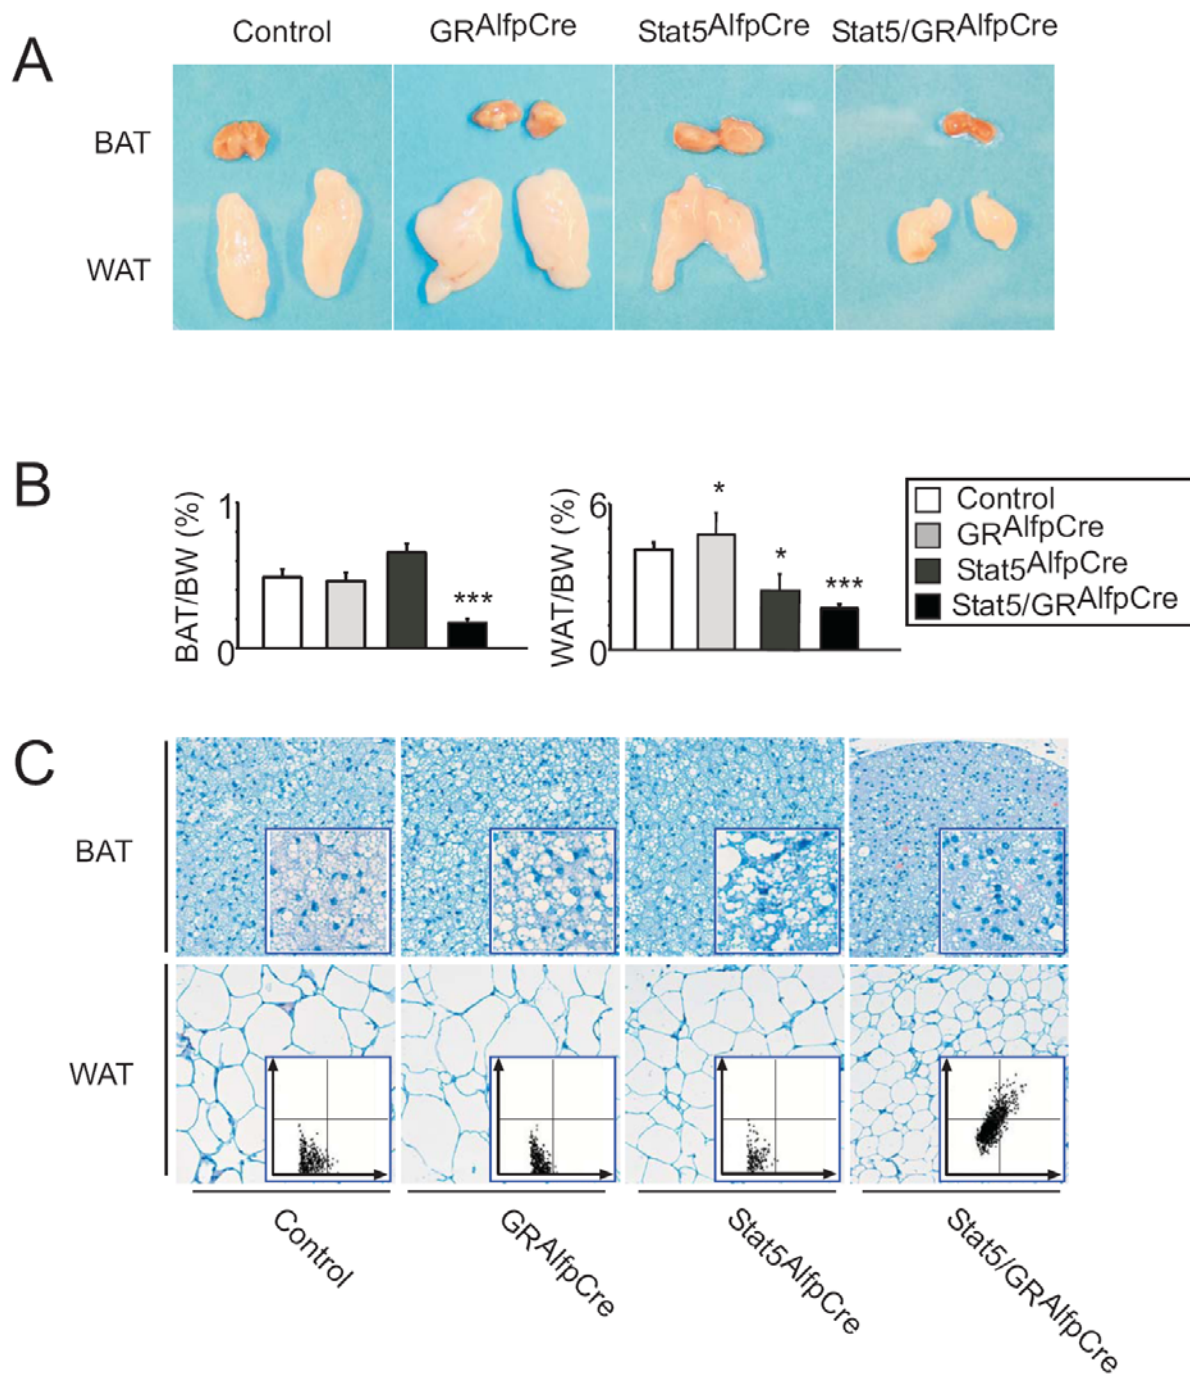 A
Control GRAlfpCre Stat5AlfpCre Stat5/GRAlfpCre
BAT
WAT
B
BAT/BW (%)
1
0
***
WAT/BW (%)
6
0
*
*
***
Control
GRAlfpCre
Stat5AlfpCre
Stat5/GRAlfpCre
C
BAT
WAT
Control
GRAlfpCre
Stat5AlfpCre
Stat5/GRAlfpCre